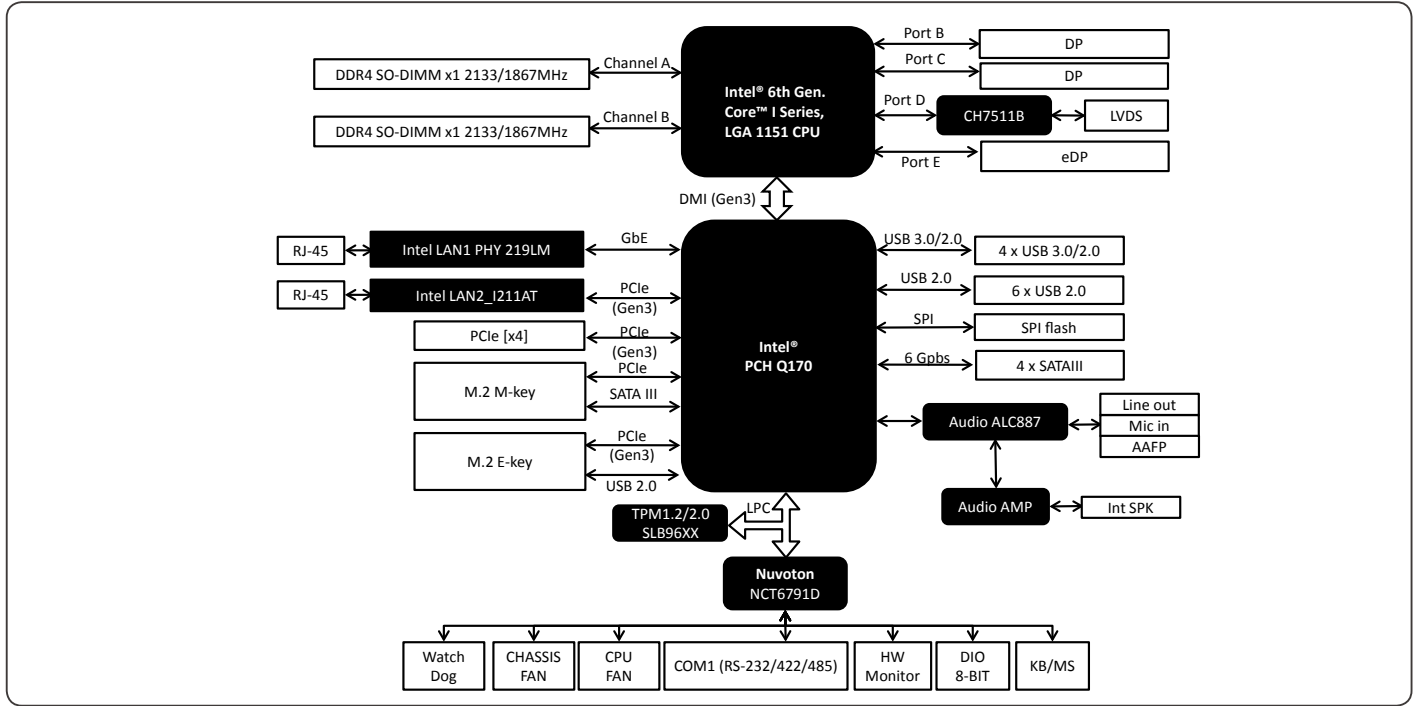 Port B
DP
Channel A
Port C
DDR4 SO-DIMM x1 2133/1867MHz
DP
Intel® 6th Gen.
Core™ I Series,
LGA 1151 CPU
Port D
CH7511B
LVDS
Channel B
DDR4 SO-DIMM x1 2133/1867MHz
Port E
eDP
DMI (Gen3)
RJ-45
Intel LAN1 PHY 219LM
GbE
USB 3.0/2.0
4 x USB 3.0/2.0
RJ-45
Intel LAN2_I211AT
PCIe
(Gen3)
USB 2.0
6 x USB 2.0
PCIe [x4]
PCIe
(Gen3)
SPI
SPI flash
Intel®
PCH Q170
M.2 M-key
PCIe
SATA III
6 Gpbs
4 x SATAIII
Audio ALC887
Line out
Mic in
AAFP
M.2 E-key
PCIe
(Gen3)
USB 2.0
Audio AMP
Int SPK
TPM1.2/2.0
SLB96XX
LPC
Nuvoton
NCT6791D
Watch
Dog
CHASSIS
FAN
CPU
FAN
COM1 (RS-232/422/485)
HW
Monitor
DIO
8-BIT
KB/MS